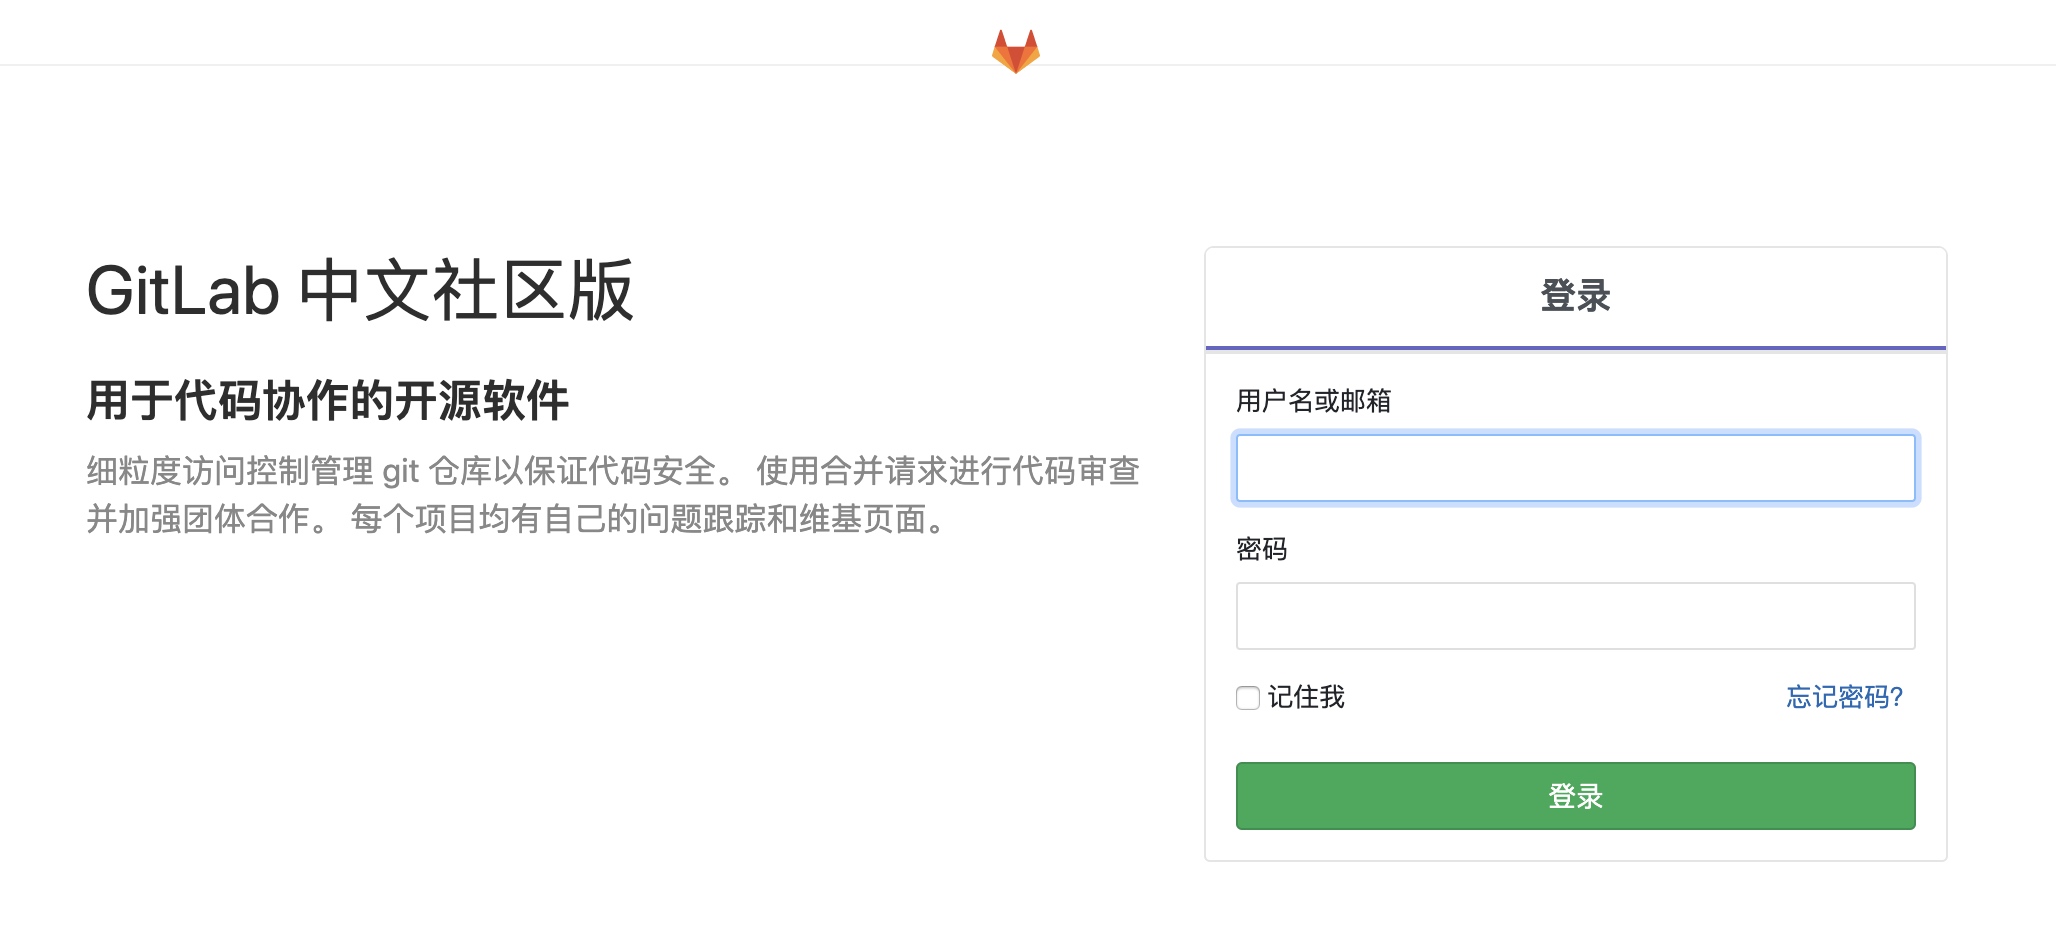 GitLab 中文社区版
用于代码协作的开源软件
细粒度访问控制管理 git 仓库以保证代码安全。 使用合并请求进行代码审查
并加强团体合作。 每个项目均有自己的问题跟踪和维基页面。
登录
用户名或邮箱
密码
记住我
忘记密码?
登录